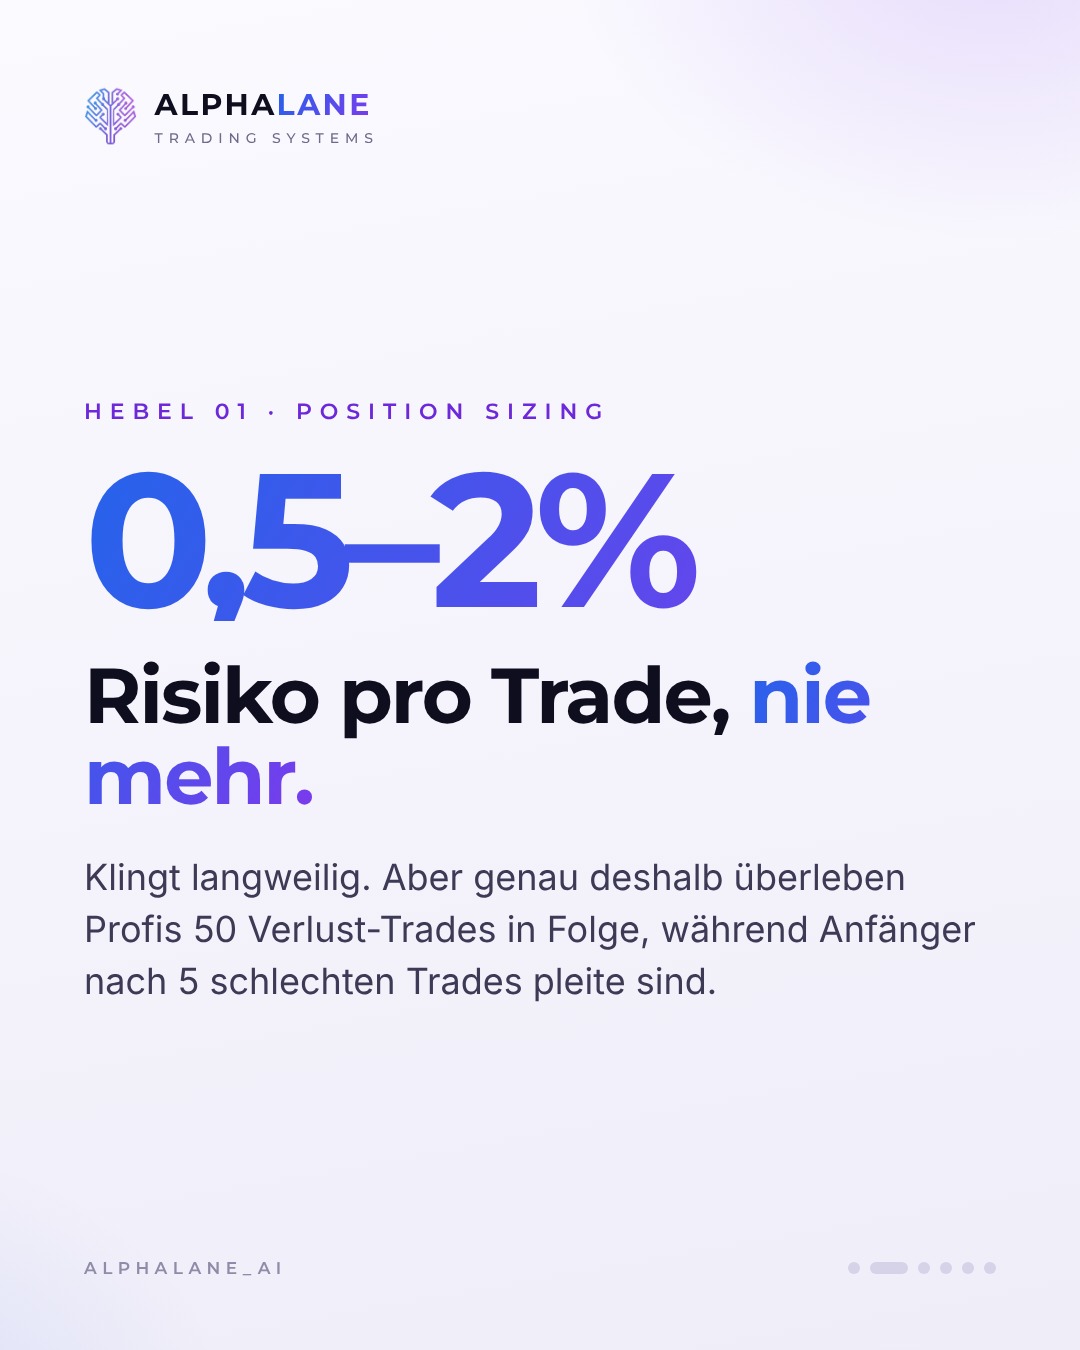 ALPHALANE
TRADING SYSTEMS
HEBEL 01 · POSITION SIZING
0,5–2%
Risiko pro Trade, nie
mehr.
Klingt langweilig. Aber genau deshalb überleben
Profis 50 Verlust-Trades in Folge, während Anfänger
nach 5 schlechten Trades pleite sind.
ALPHALANE_AI